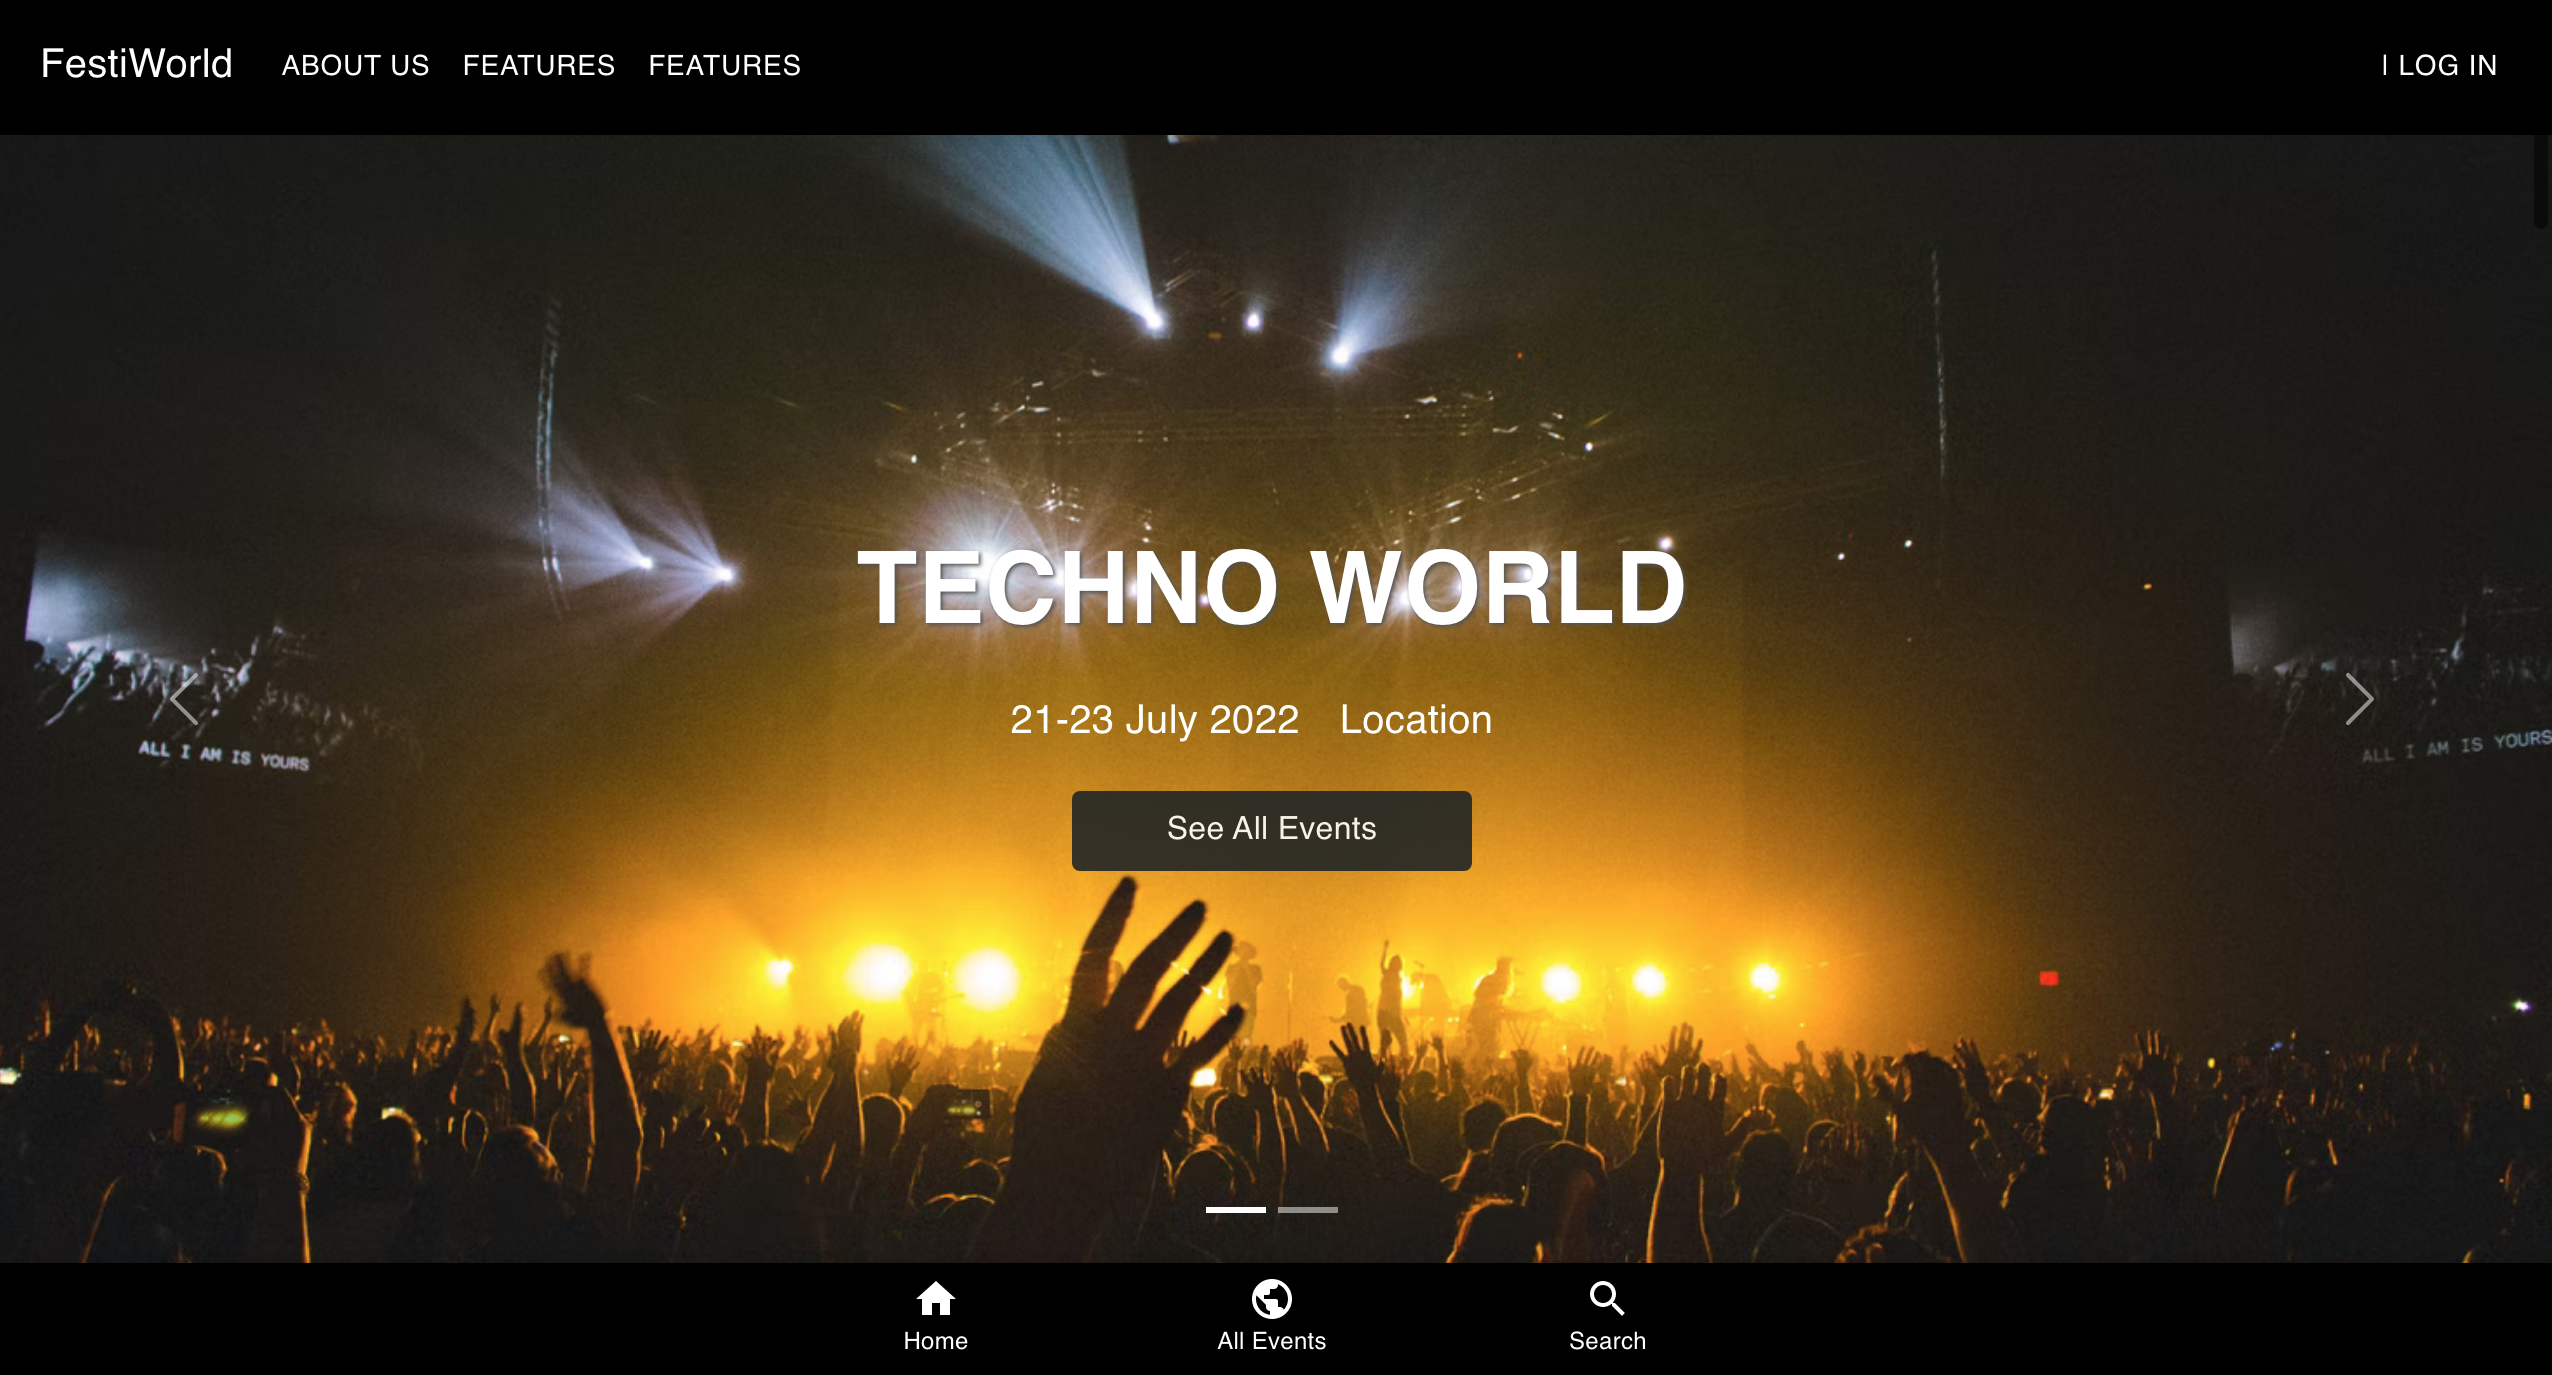 FestiWorld ABOUT US FEATURES FEATURES | LOG IN
TECHNO WORLD
21-23 July 2022 Location
ALL I AM IS YOURS
ALL I AM IS YOURS
See All Events
Home All Events Search